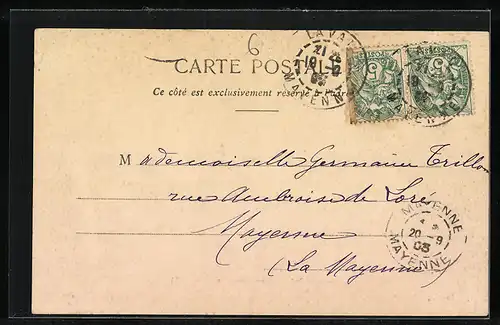 6
CARTE POSTALE
Ce côté est exclusivement réservé à l'adresse
LAVAL
MAYENNE
Mademoiselle Germaine Trillon
rue Ambroise de Loré
Mayenne
(La Mayenne)
MAYENNE
20 - 9
03
MAYENNE